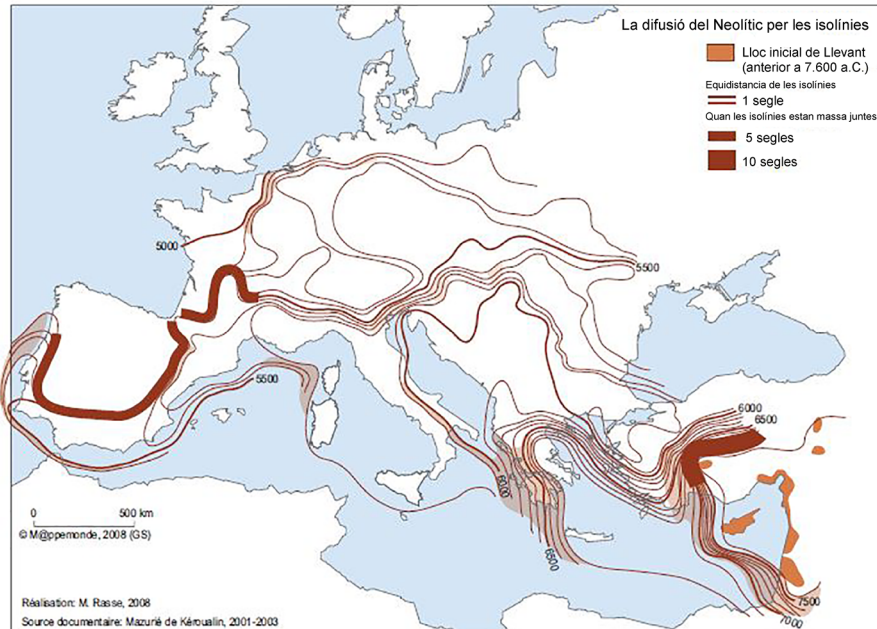 La difusió del Neolític per les isolínies
Lloc inicial de Llevant
(anterior a 7.600 a.C.)
Equidistancia de les isolínies
1 segle
Quan les isolínies estan massa juntes
5 segles
10 segles
5000
5500
5500
6000
6500
6000
6500
7500
7000
0 500 km
© M@ppemonde, 2008 (GS)
Réalisation: M. Rasse, 2008
Source documentaire: Mazurié de Kéroualin, 2001-2003